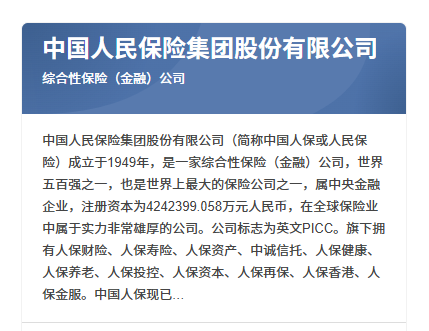 中国人民保险集团股份有限公司
综合性保险（金融）公司
中国人民保险集团股份有限公司（简称中国人保或人民保
险）成立于1949年，是一家综合性保险（金融）公司，世界
五百强之一，也是世界上最大的保险公司之一，属中央金融
企业，注册资本为4242399.058万元人民币，在全球保险业
中属于实力非常雄厚的公司。公司标志为英文PICC。旗下拥
有人保财险、人保寿险、人保资产、中诚信托、人保健康、
人保养老、人保投控、人保资本、人保再保、人保香港、人
保金服。中国人保现已...